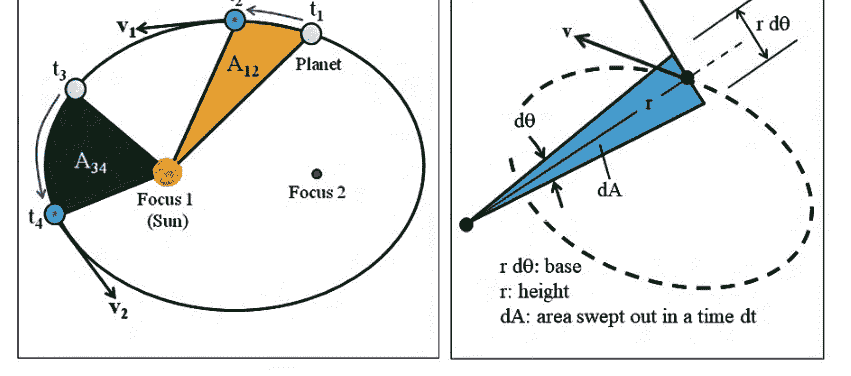 t₁
v₁
A₁₂
Planet
t₃
A₃₄
Focus 1
(Sun)
Focus 2
t₄
v₂
r dθ
v
r
dθ
dA
r dθ: base
r: height
dA: area swept out in a time dt